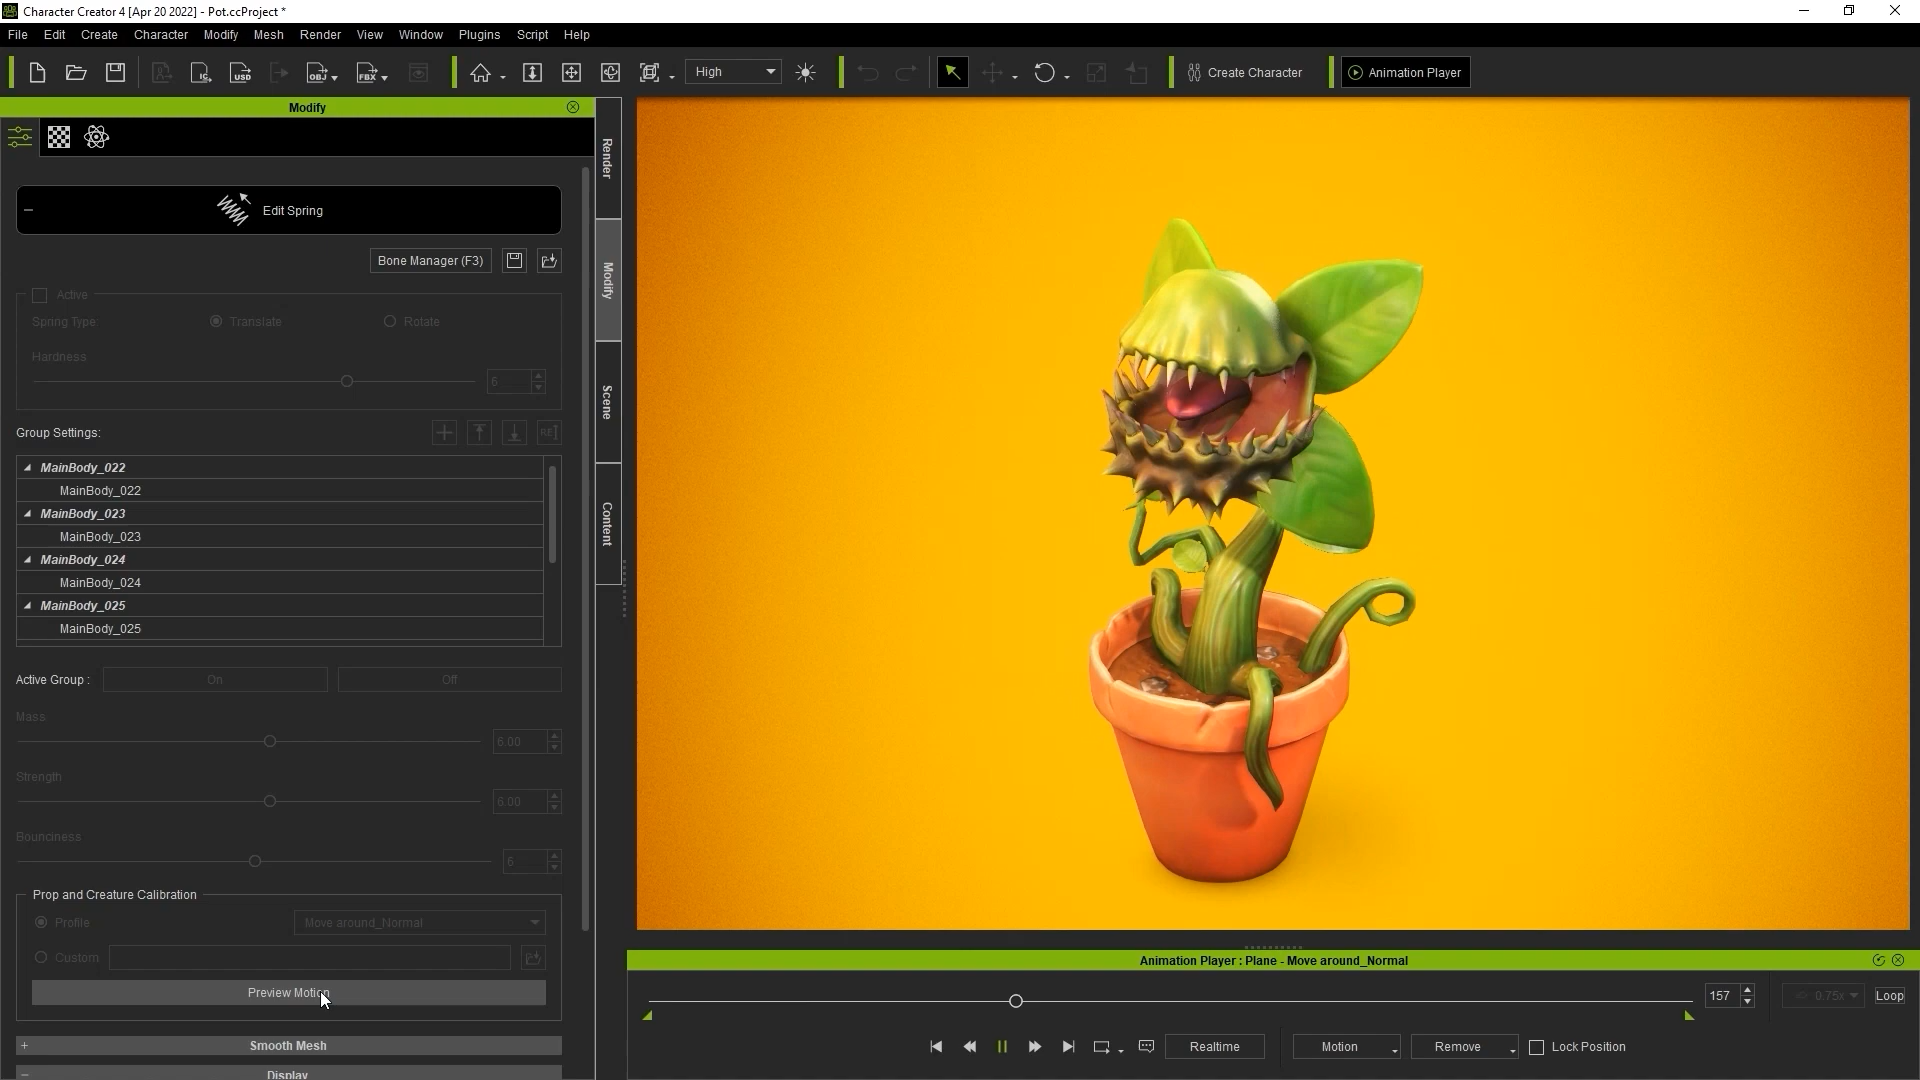 Character Creator 4 [Apr 20 2022] - Pot.ccProject *
File Edit Create Character Modify Mesh Render View Window Plugins Script Help
IC USD OBJ FBX High Create Character Animation Player
Modify
Edit Spring
Bone Manager (F3)
Active
Spring Type Translate Rotate
Hardness
6
Group Settings:
MainBody_022
MainBody_022
MainBody_023
MainBody_023
MainBody_024
MainBody_024
MainBody_025
MainBody_025
Active Group : On Off
Mass
6.00
Strength
6.00
Bounciness
6
Prop and Creature Calibration
Profile Move around_Normal
Custom
Preview Motion
Smooth Mesh
Display
Render
Modify
Scene
Content
Animation Player : Plane - Move around_Normal
157 0.75x Loop
Realtime Motion Remove Lock Position